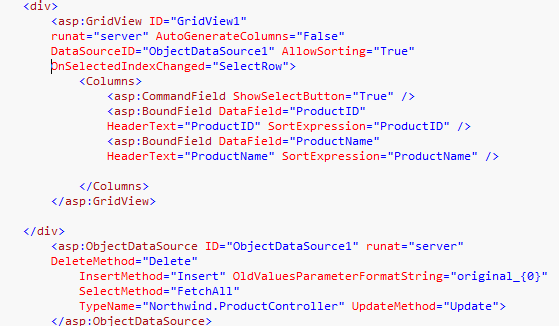 <div>
<asp:GridView ID="GridView1"
runat="server" AutoGenerateColumns="False"
DataSourceID="ObjectDataSource1" AllowSorting="True"
OnSelectedIndexChanged="SelectRow">
<Columns>
<asp:CommandField ShowSelectButton="True" />
<asp:BoundField DataField="ProductID"
HeaderText="ProductID" SortExpression="ProductID" />
<asp:BoundField DataField="ProductName"
HeaderText="ProductName" SortExpression="ProductName" />
</Columns>
</asp:GridView>
</div>
<asp:ObjectDataSource ID="ObjectDataSource1" runat="server"
DeleteMethod="Delete"
InsertMethod="Insert" OldValuesParameterFormatString="original_{0}"
SelectMethod="FetchAll"
TypeName="Northwind.ProductController" UpdateMethod="Update">
</asp:ObjectDataSource>